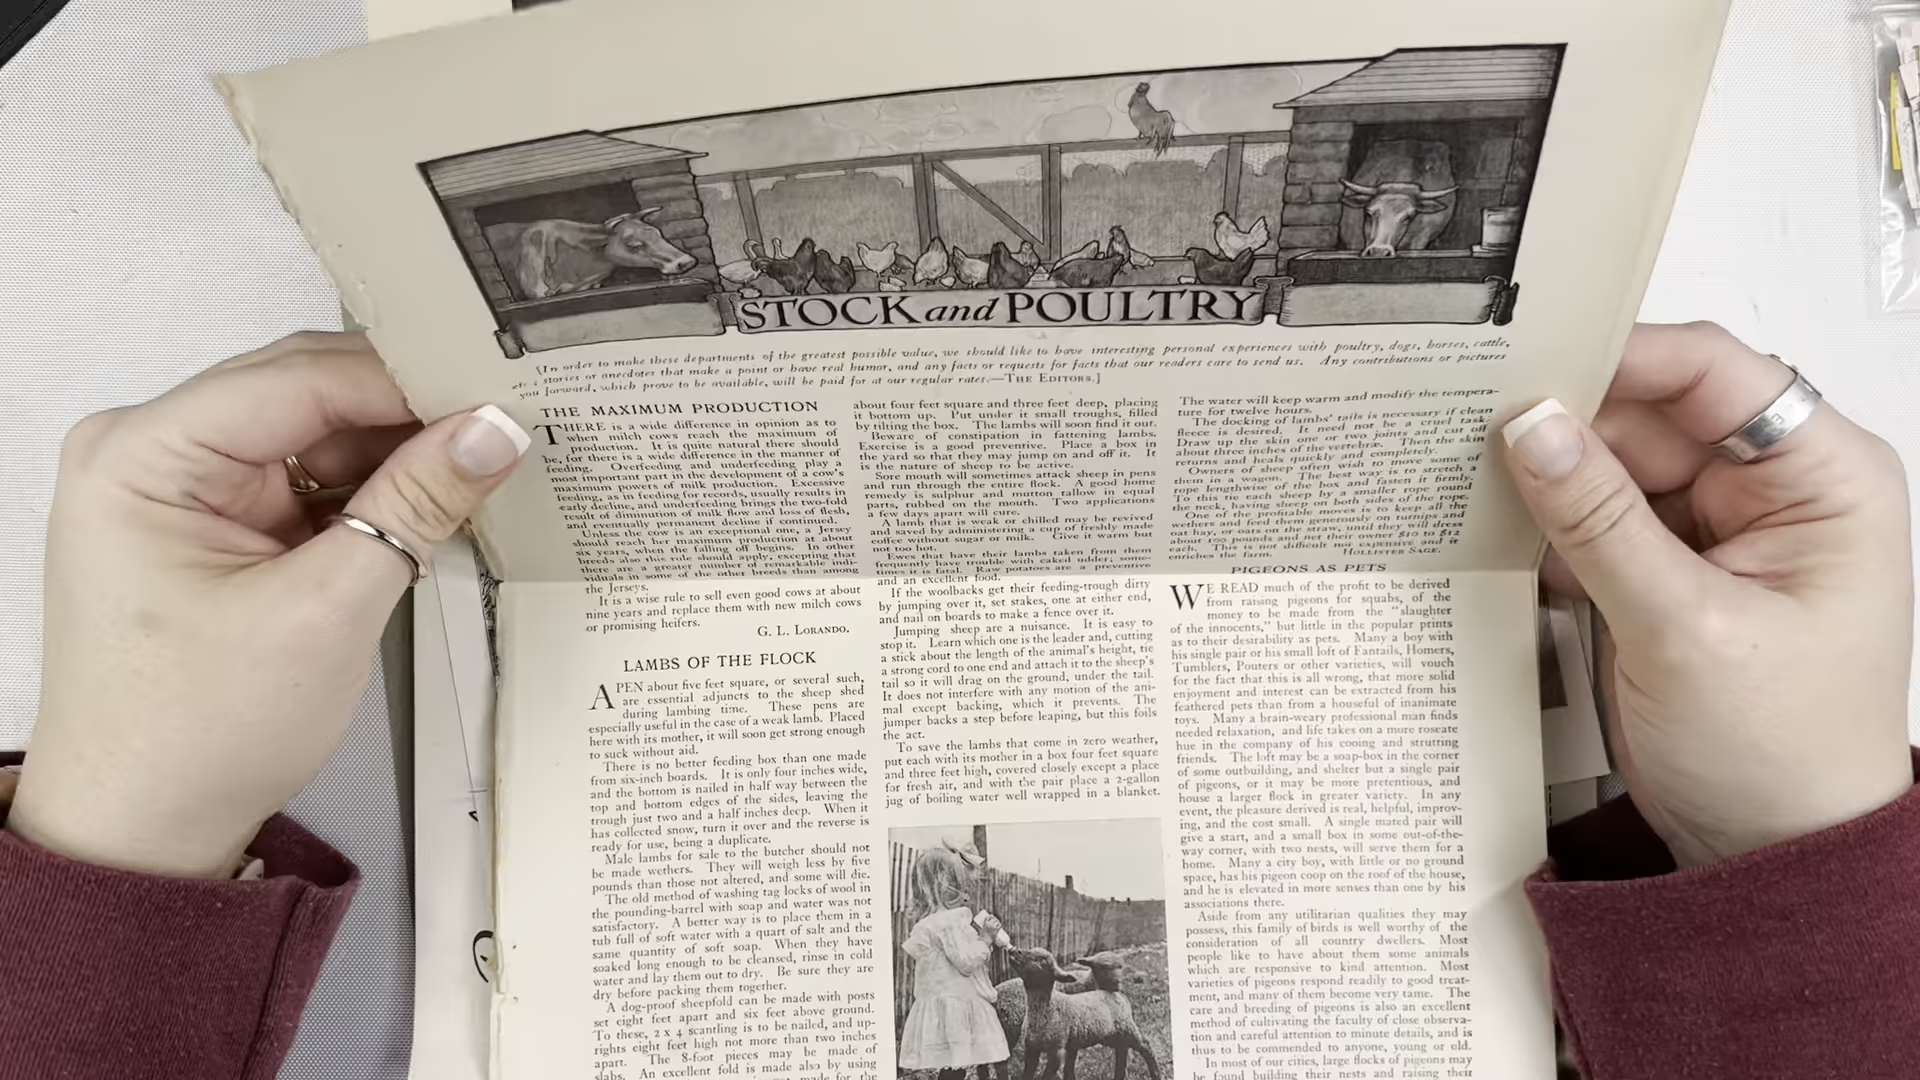 STOCK and POULTRY
[In order to make these departments of the greatest possible value, we should like to have interesting personal experiences with poultry, dogs, horses, cattle,
etc.; stories or anecdotes that make a point or have real humor, and any facts or requests for facts that our readers care to send us. Any contributions or pictures
you forward, which prove to be available, will be paid for at our regular rates.—THE EDITORS.]
THE MAXIMUM PRODUCTION
THERE is a wide difference in opinion as to
when milch cows reach the maximum of
production. It is quite natural there should
be, for there is a wide difference in the manner of
feeding. Overfeeding and underfeeding play a
most important part in the development of a cow's
maximum powers of milk production. Excessive
feeding, as in feeding for records, usually results in
early decline, and underfeeding brings the two-fold
result of diminution of milk flow and loss of flesh,
and eventually permanent decline if continued.
Unless the cow is an exceptional one, a Jersey
should reach her maximum production at about
six years, when the falling off begins. In other
breeds also this rule should apply, excepting that
there are a greater number of remarkable indi-
viduals in some of the other breeds than among
the Jerseys.
It is a wise rule to sell even good cows at about
nine years and replace them with new milch cows
or promising heifers.
G. L. LORANDO.
LAMBS OF THE FLOCK
A PEN about five feet square, or several such,
are essential adjuncts to the sheep shed
during lambing time. These pens are
especially useful in the case of a weak lamb. Placed
here with its mother, it will soon get strong enough
to suck without aid.
There is no better feeding box than one made
from six-inch boards. It is only four inches wide,
and the bottom is nailed in half way between the
top and bottom edges of the sides, leaving the
trough just two and a half inches deep. When it
has collected snow, turn it over and the reverse is
ready for use, being a duplicate.
Male lambs for sale to the butcher should not
be made wethers. They will weigh less by five
pounds than those not altered, and some will die.
The old method of washing tag locks of wool in
the pounding-barrel with soap and water was not
satisfactory. A better way is to place them in a
tub full of soft water with a quart of salt and the
same quantity of soft soap. When they have
soaked long enough to be cleansed, rinse in cold
water and lay them out to dry. Be sure they are
dry before packing them together.
A dog-proof sheepfold can be made with posts
set eight feet apart and six feet above ground.
To these, 2 x 4 scantling is to be nailed, and up-
rights eight feet high not more than two inches
apart. The 8-foot pieces may be made of
slabs. An excellent fold is made also by using
made for the
about four feet square and three feet deep, placing
it bottom up. Put under it small troughs, filled
by tilting the box. The lambs will soon find it out.
Beware of constipation in fattening lambs.
Exercise is a good preventive. Place a box in
the yard so that they may jump on and off it. It
is the nature of sheep to be active.
Sore mouth will sometimes attack sheep in pens
and run through the entire flock. A good home
remedy is sulphur and mutton tallow in equal
parts, rubbed on the mouth. Two applications
a few days apart will cure.
A lamb that is weak or chilled may be revived
and saved by administering a cup of freshly made
coffee without sugar or milk. Give it warm but
not too hot.
Ewes that have their lambs taken from them
frequently have trouble with caked udder; some-
times it is fatal. Raw potatoes are a preventive
and an excellent food.
If the woolbacks get their feeding-trough dirty
by jumping over it, set stakes, one at either end,
and nail on boards to make a fence over it.
Jumping sheep are a nuisance. It is easy to
stop it. Learn which one is the leader and, cutting
a stick about the length of the animal's height, tie
a strong cord to one end and attach it to the sheep's
tail so it will drag on the ground, under the tail.
It does not interfere with any motion of the ani-
mal except backing, which it prevents. The
jumper backs a step before leaping, but this foils
the act.
To save the lambs that come in zero weather,
put each with its mother in a box four feet square
and three feet high, covered closely except a place
for fresh air, and with the pair place a 2-gallon
jug of boiling water well wrapped in a blanket.
The water will keep warm and modify the tempera-
ture for twelve hours.
The docking of lambs' tails is necessary if clean
fleece is desired. It need not be a cruel task.
Draw up the skin one or two joints and cut off
about three inches of the vertebræ. Then the skin
returns and heals quickly and completely.
Owners of sheep often wish to move some of
them in a wagon. The best way is to stretch a
rope lengthwise of the box and fasten it firmly.
To this tie each sheep by a smaller rope round
the neck, having sheep on both sides of the rope.
One of the profitable moves is to keep all the
wethers and feed them generously on turnips and
oat hay, or oats on the straw, until they will dress
about 100 pounds and net their owner $10 to $12
each. This is not difficult nor expensive and it
enriches the farm.
HOLLISTER SAGE.
PIGEONS AS PETS
WE READ much of the profit to be derived
from raising pigeons for squabs, of the
money to be made from the "slaughter
of the innocents," but little in the popular prints
as to their desirability as pets. Many a boy with
his single pair or his small loft of Fantails, Homers,
Tumblers, Pouters or other varieties, will vouch
for the fact that this is all wrong, that more solid
enjoyment and interest can be extracted from his
feathered pets than from a houseful of inanimate
toys. Many a brain-weary professional man finds
needed relaxation, and life takes on a more roseate
hue in the company of his cooing and strutting
friends. The loft may be a soap-box in the corner
of some outbuilding, and shelter but a single pair
of pigeons, or it may be more pretentious, and
house a larger flock in greater variety. In any
event, the pleasure derived is real, helpful, improv-
ing, and the cost small. A single mated pair will
give a start, and a small box in some out-of-the-
way corner, with two nests, will serve them for a
home. Many a city boy, with little or no ground
space, has his pigeon coop on the roof of the house,
and he is elevated in more senses than one by his
associations there.
Aside from any utilitarian qualities they may
possess, this family of birds is well worthy of the
consideration of all country dwellers. Most
people like to have about them some animals
which are responsive to kind attention. Most
varieties of pigeons respond readily to good treat-
ment, and many of them become very tame. The
care and breeding of pigeons is also an excellent
method of cultivating the faculty of close observa-
tion and careful attention to minute details, and is
thus to be commended to anyone, young or old.
In most of our cities, large flocks of pigeons may
be found building their nests and raising their